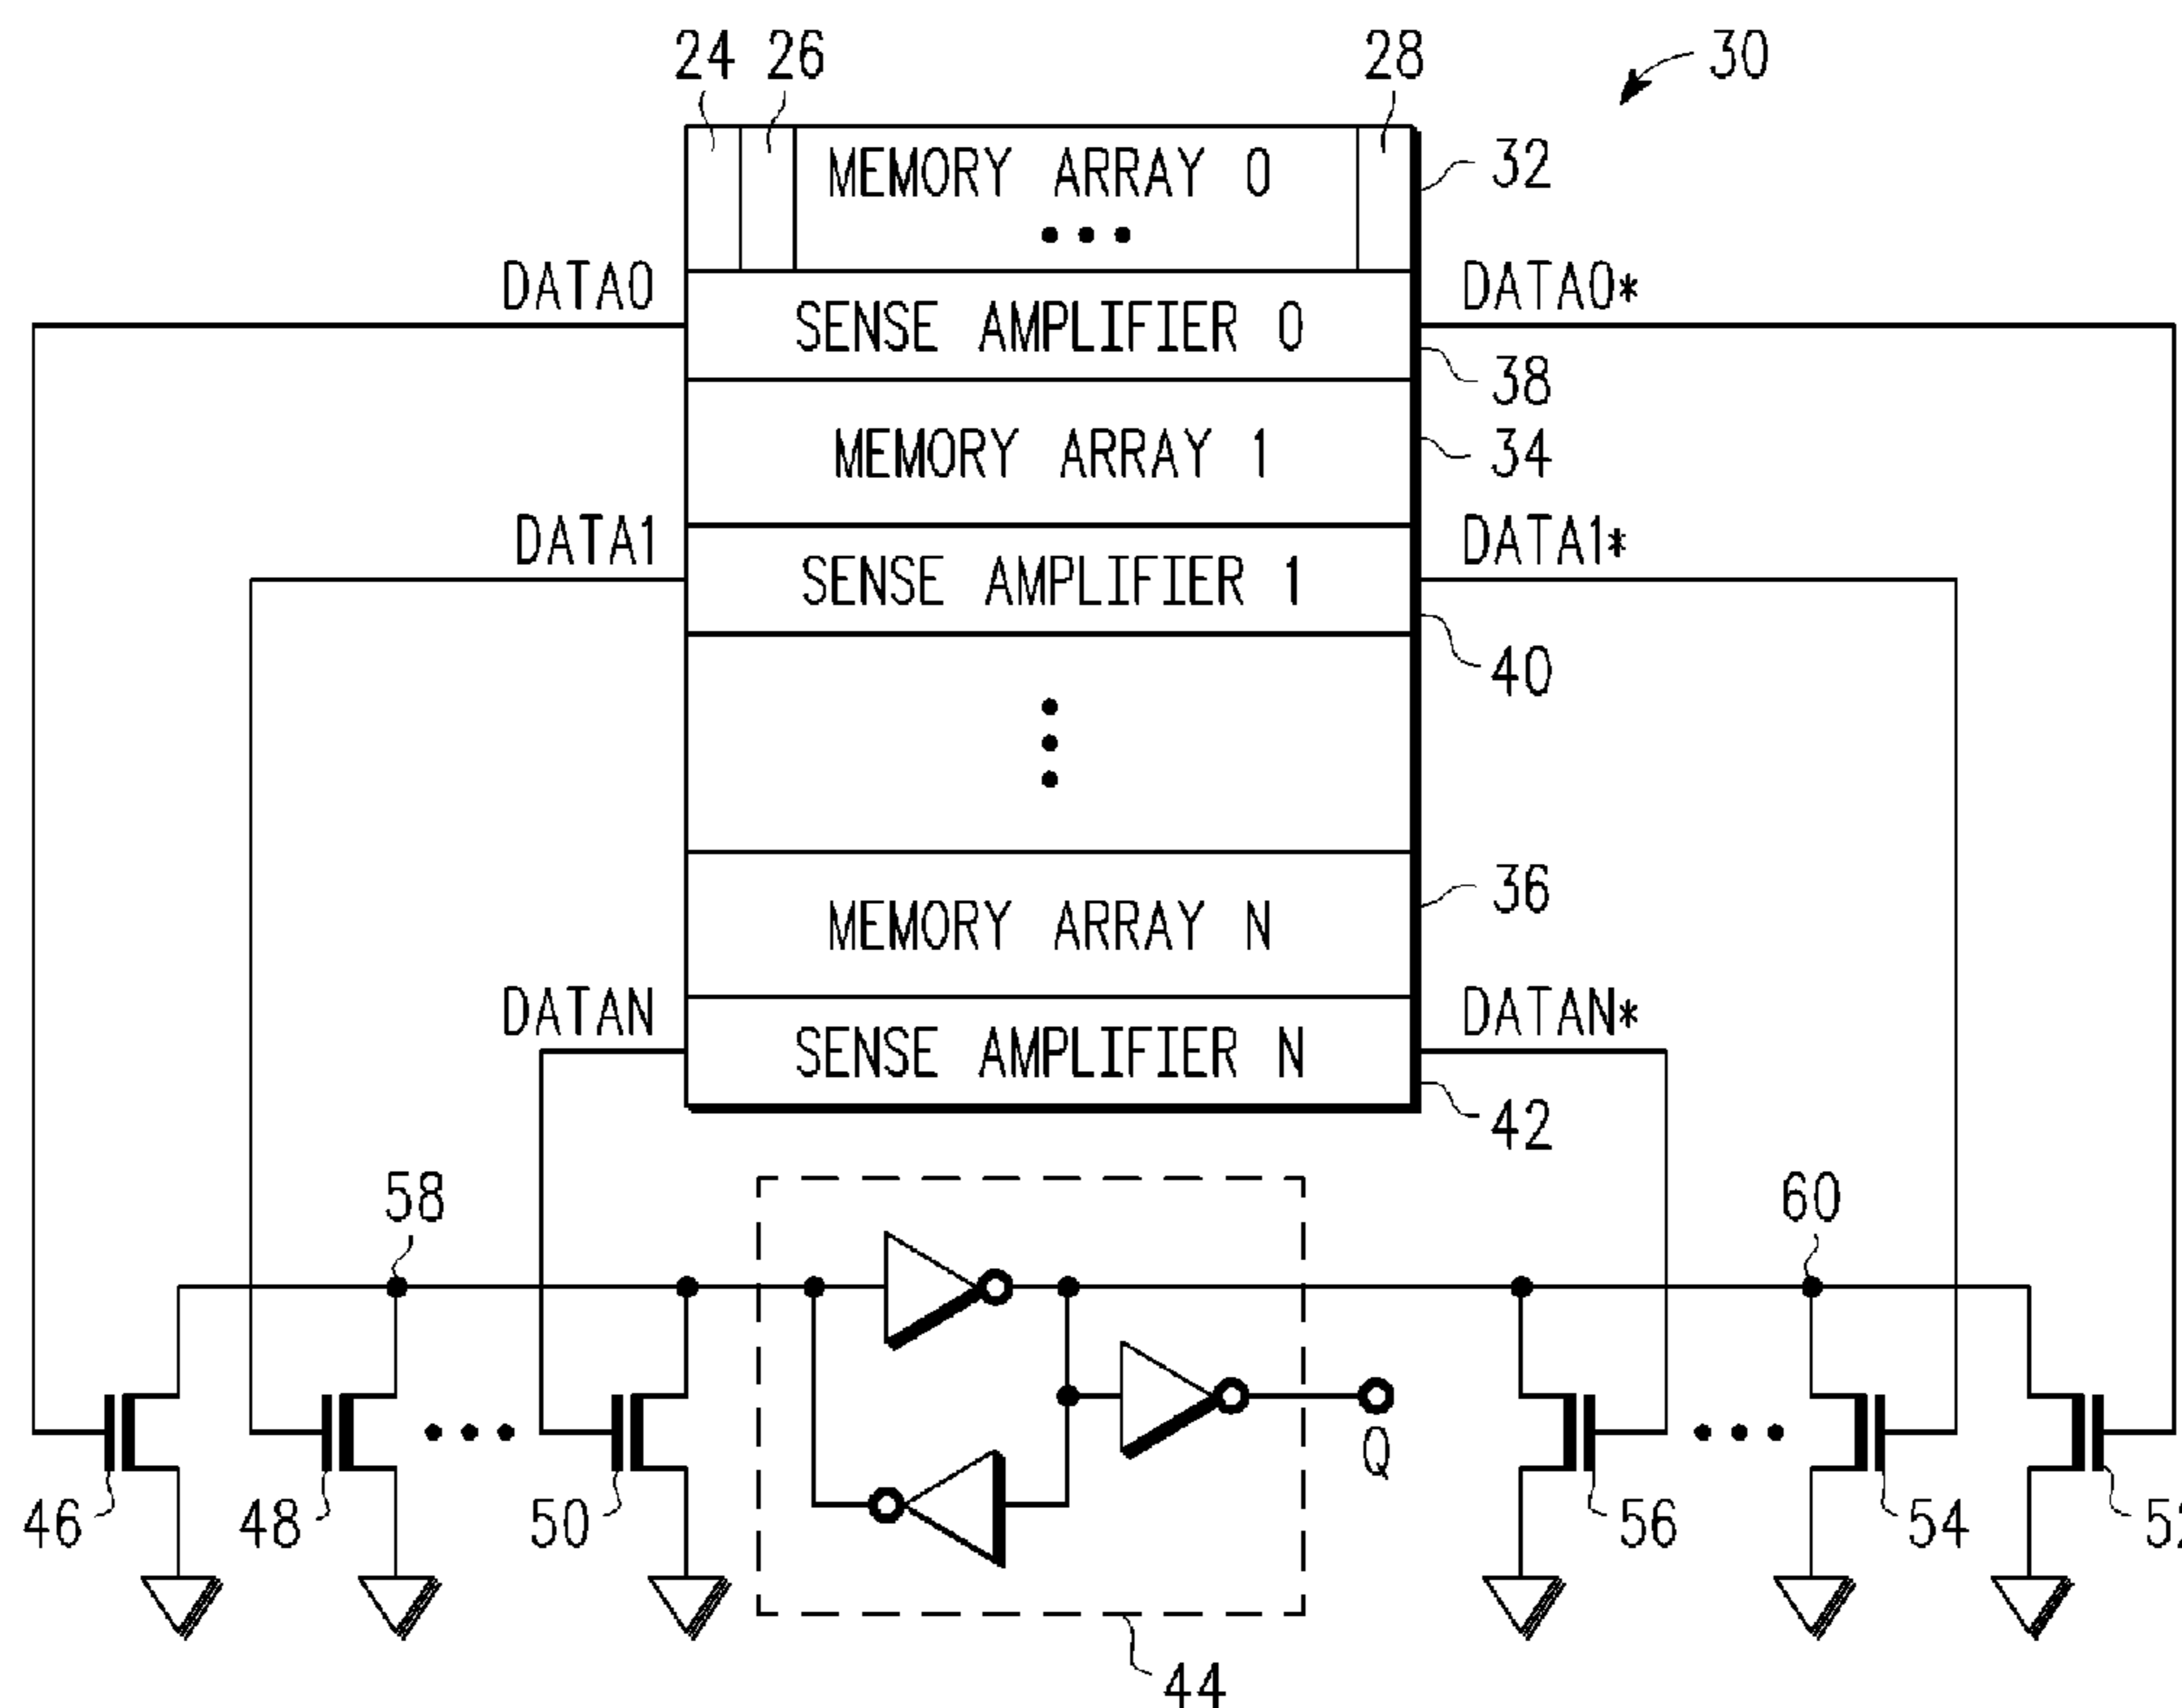 24 26 28 30
MEMORY ARRAY 0 32
DATA0 DATA0*
SENSE AMPLIFIER 0
38
MEMORY ARRAY 1 34
DATA1 DATA1*
SENSE AMPLIFIER 1
40
36
MEMORY ARRAY N
DATAN DATAN*
SENSE AMPLIFIER N
42
58 60
Q
46 48 50 56 54
44